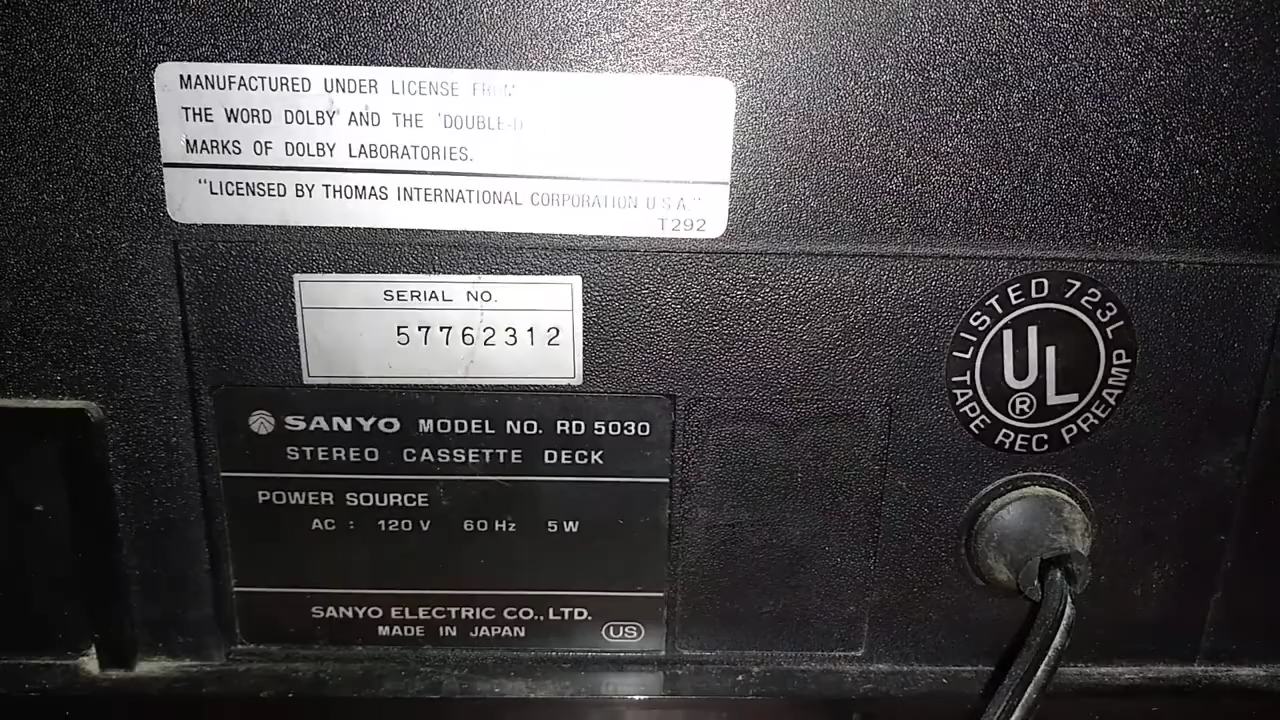 MANUFACTURED UNDER LICENSE FROM
THE WORD DOLBY' AND THE 'DOUBLE-D
MARKS OF DOLBY LABORATORIES.
"LICENSED BY THOMAS INTERNATIONAL CORPORATION U S A."
T292
SERIAL NO.
57762312
SANYO MODEL NO. RD 5030
STEREO CASSETTE DECK
POWER SOURCE
AC : 120 V 60 Hz 5 W
SANYO ELECTRIC CO., LTD.
MADE IN JAPAN US
LISTED 723L
UL ®
TAPE REC PREAMP